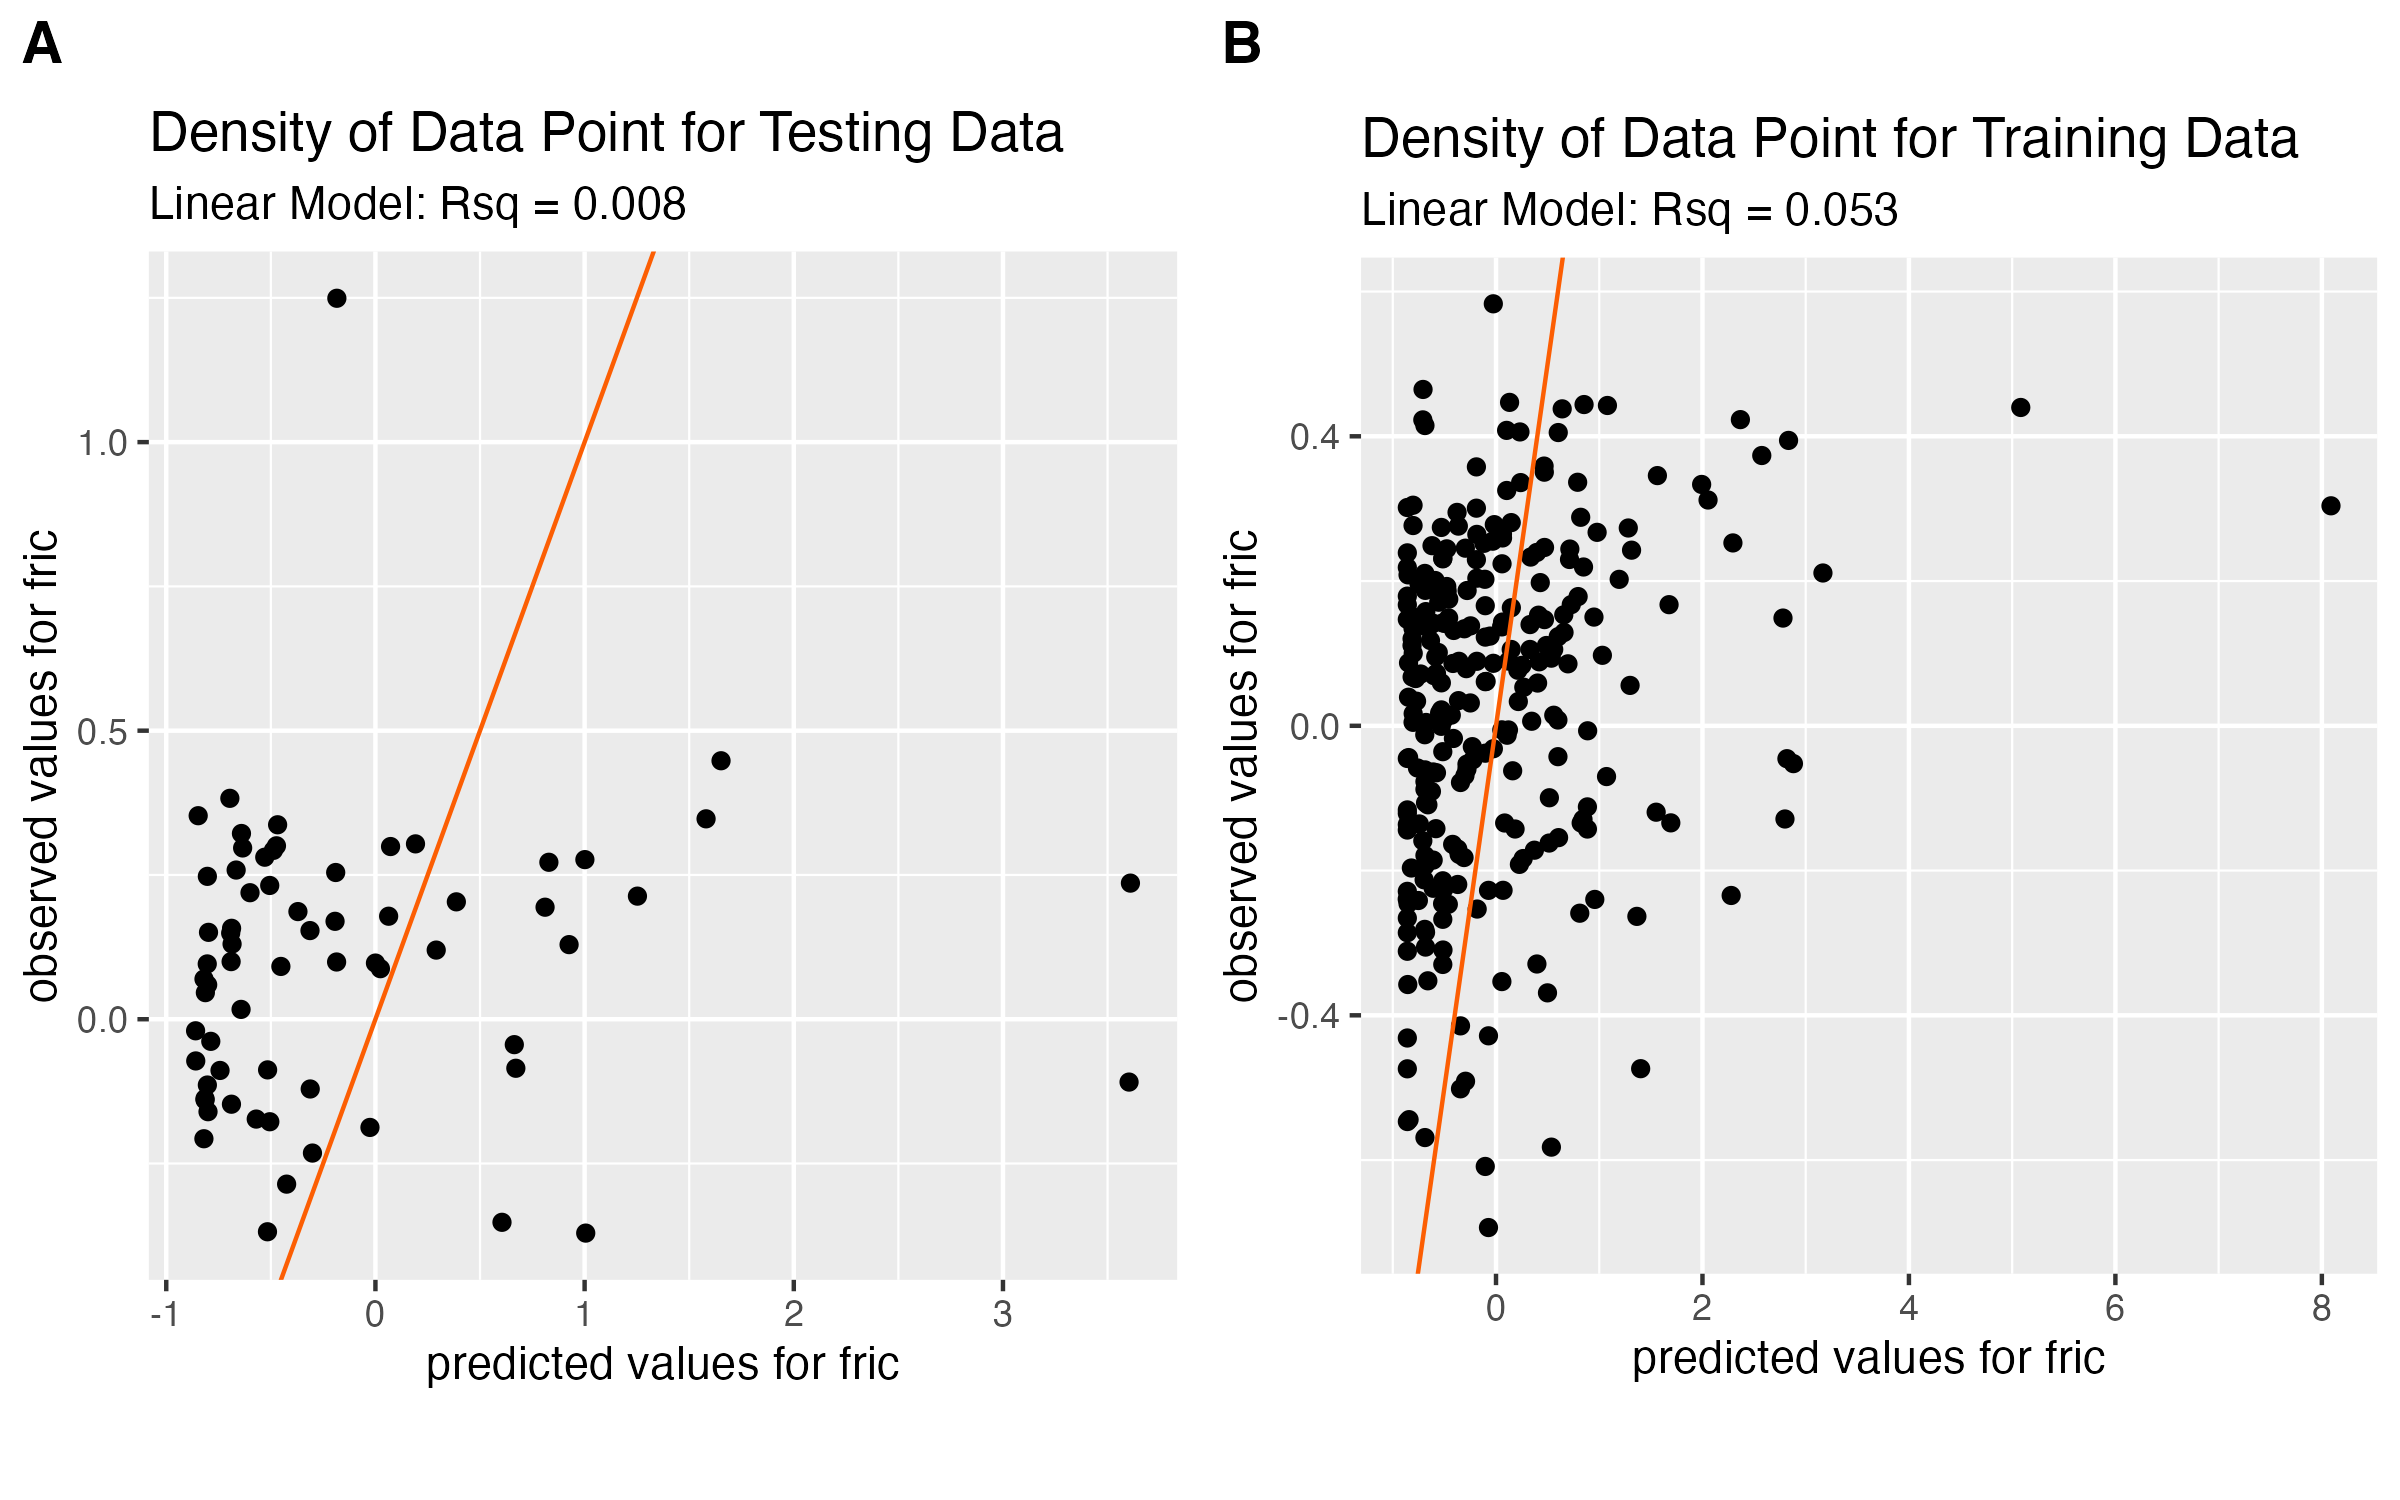 A
Density of Data Point for Testing Data
Linear Model: Rsq = 0.008
observed values for fric
1.0
0.5
0.0
-1 0 1 2 3
predicted values for fric
B
Density of Data Point for Training Data
Linear Model: Rsq = 0.053
observed values for fric
0.4
0.0
-0.4
0 2 4 6 8
predicted values for fric